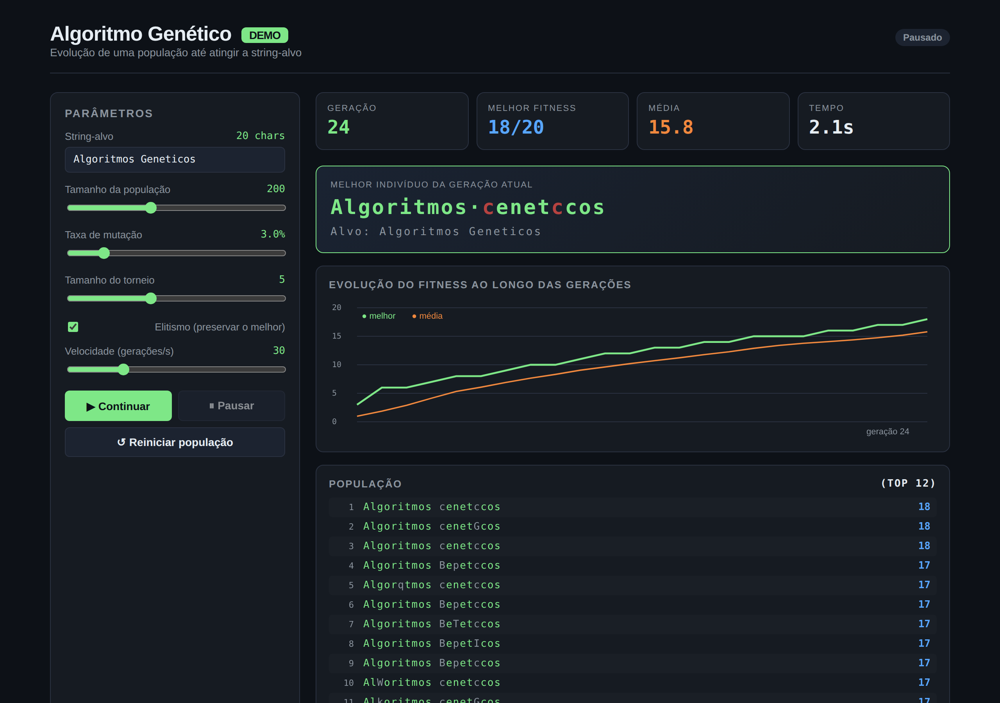 Algoritmo Genético DEMO
Evolução de uma população até atingir a string-alvo
Pausado
PARÂMETROS
String-alvo 20 chars
Algoritmos Geneticos
Tamanho da população 200
Taxa de mutação 3.0%
Tamanho do torneio 5
Elitismo (preservar o melhor)
Velocidade (gerações/s) 30
▶ Continuar
⏸ Pausar
↺ Reiniciar população
GERAÇÃO
24
MELHOR FITNESS
18/20
MÉDIA
15.8
TEMPO
2.1s
MELHOR INDIVÍDUO DA GERAÇÃO ATUAL
Algoritmos·cenetccos
Alvo: Algoritmos Geneticos
EVOLUÇÃO DO FITNESS AO LONGO DAS GERAÇÕES
20
● melhor ● média
15
10
5
0
geração 24
POPULAÇÃO (TOP 12)
1 Algoritmos cenetccos 18
2 Algoritmos cenetGcos 18
3 Algoritmos cenetccos 18
4 Algoritmos Bepetccos 17
5 Algorqtmos cenetccos 17
6 Algoritmos Bepetccos 17
7 Algoritmos BeTetccos 17
8 Algoritmos BepetIcos 17
9 Algoritmos Bepetccos 17
10 AlWoritmos cenetccos 17
11 Alkoritmos cenetGcos 17